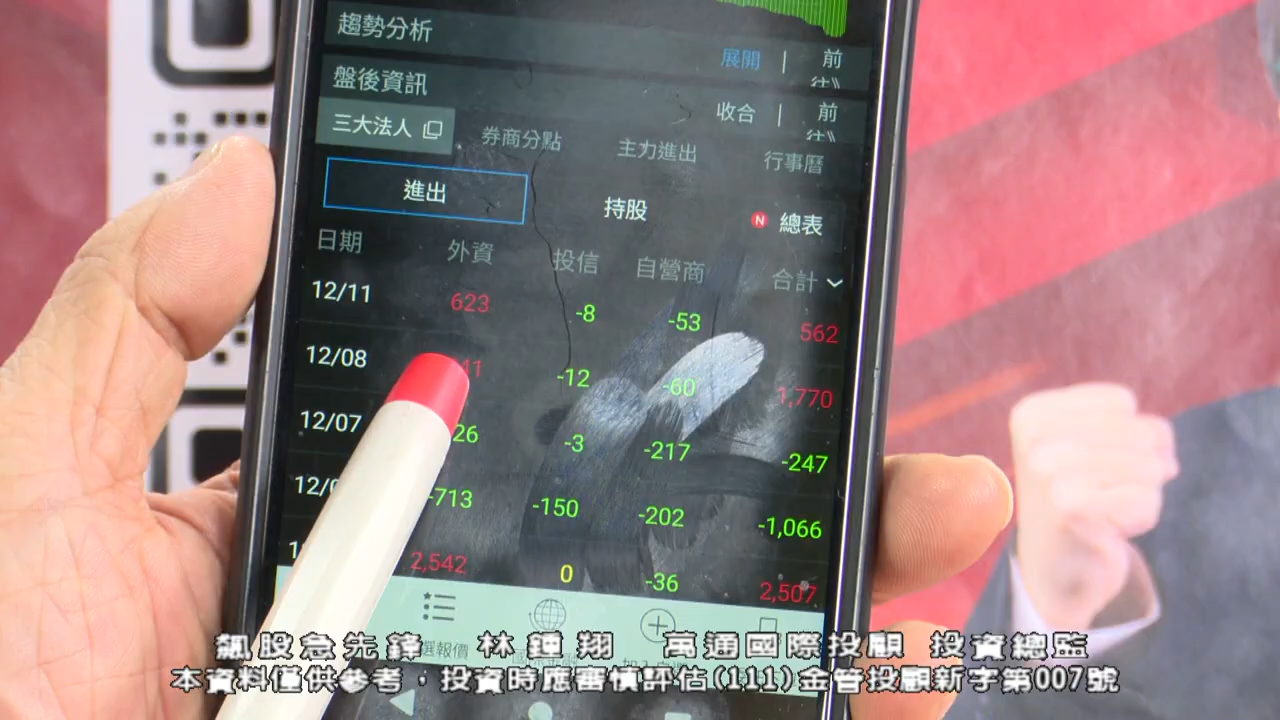 趨勢分析
展開 | 前往》
盤後資訊
收合 | 前往》
三大法人 券商分點 主力進出 行事曆
進出 持股 N 總表
日期 外資 投信 自營商 合計
12/11 623 -8 -53 562
12/08 -12 -60 1,770
12/07 26 -3 -217 -247
-713 -150 -202 -1,066
2,542 0 -36 2,507
選報價
飆股急先鋒 林鍾翔 萬通國際投顧 投資總監
本資料僅供參考，投資時應審慎評估(111)金管投顧新字第007號